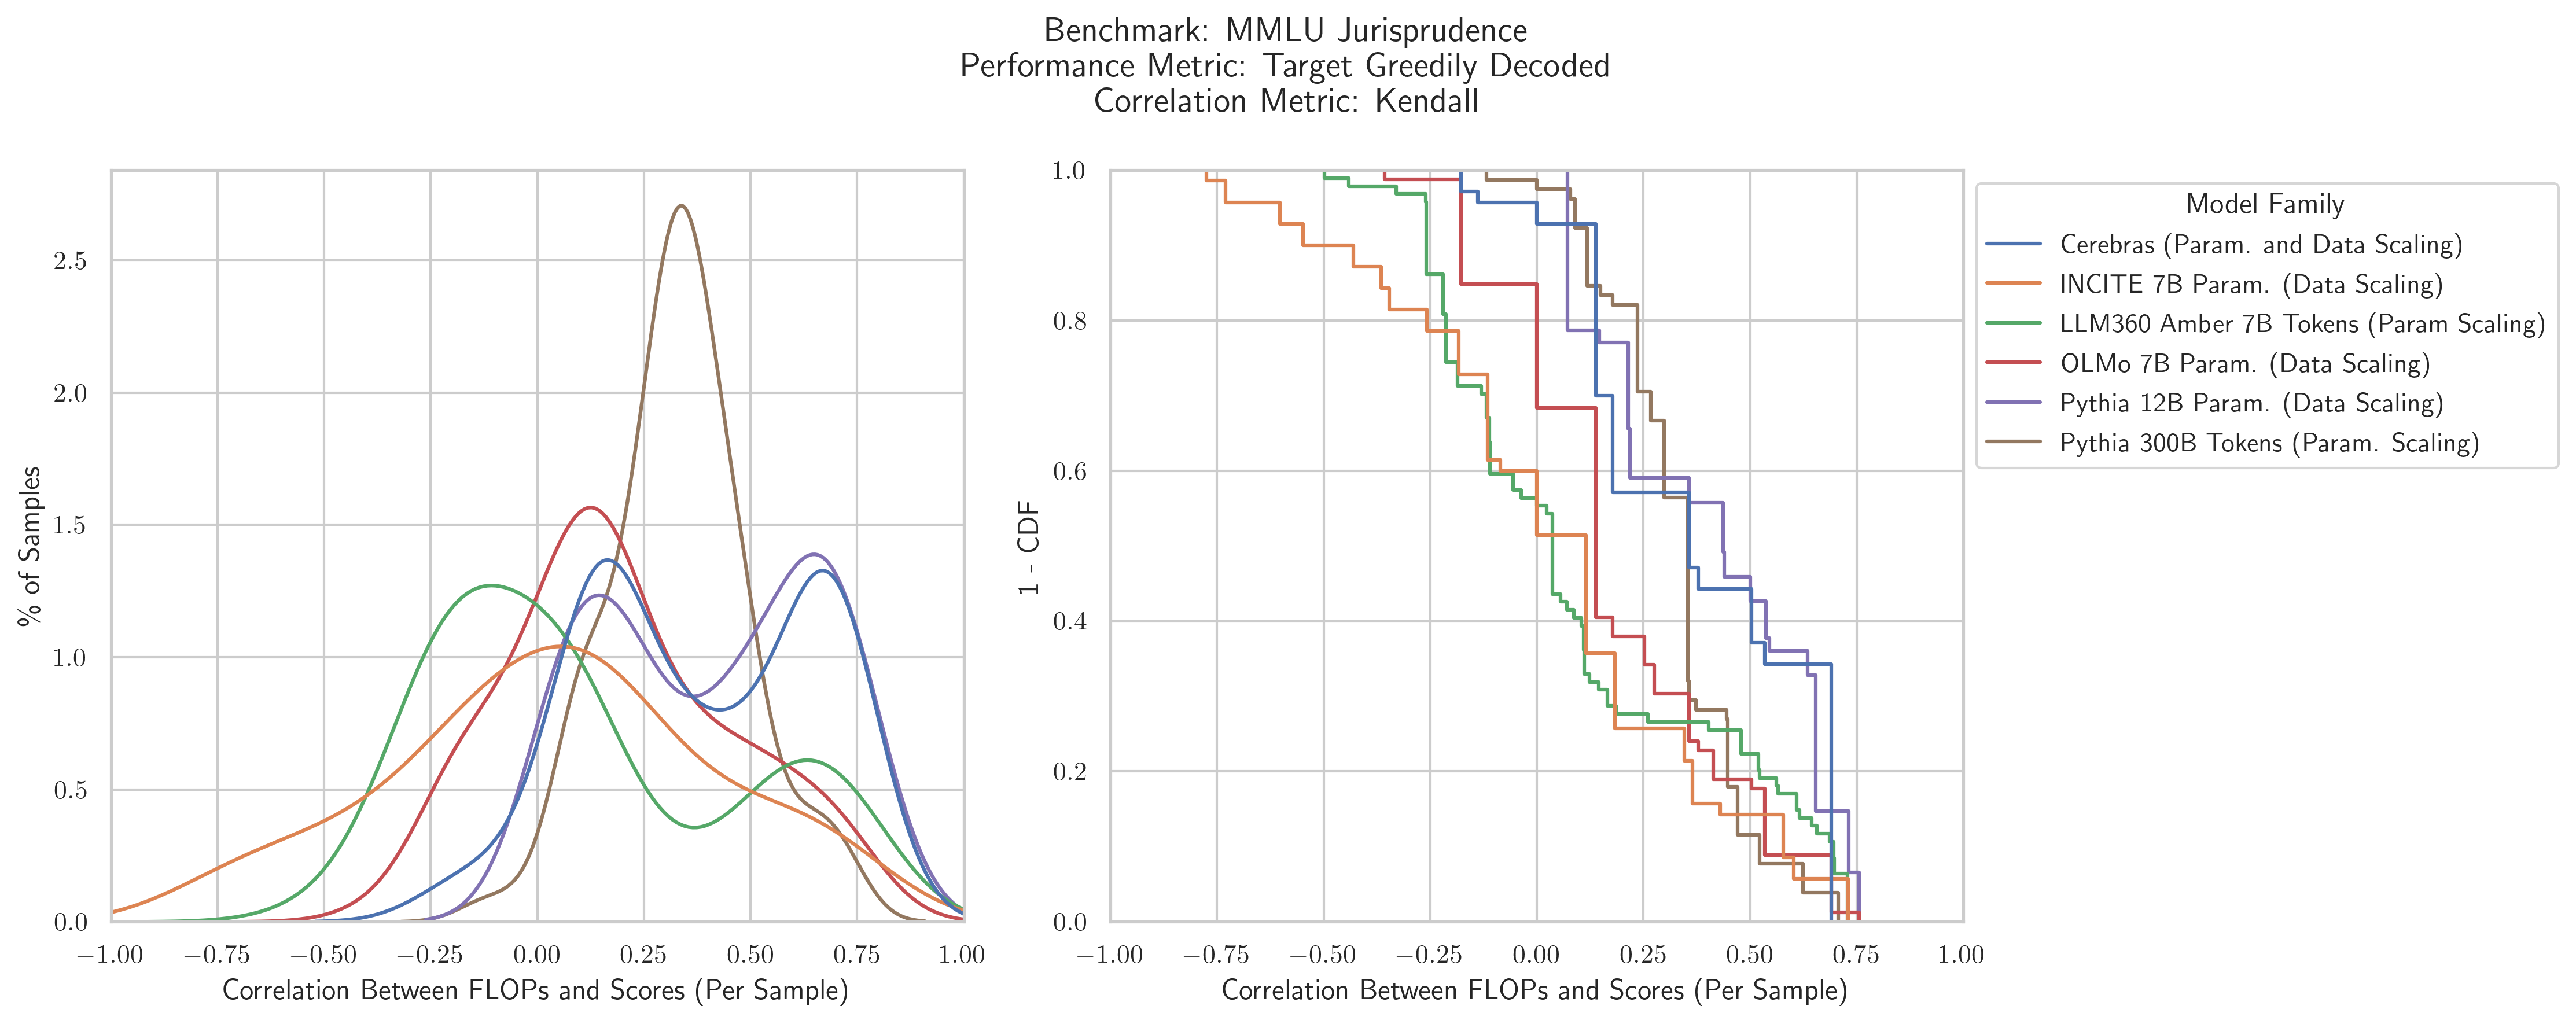 Benchmark: MMLU Jurisprudence
Performance Metric: Target Greedily Decoded
Correlation Metric: Kendall
% of Samples
2.5
2.0
1.5
1.0
0.5
0.0
−1.00 −0.75 −0.50 −0.25 0.00 0.25 0.50 0.75 1.00
Correlation Between FLOPs and Scores (Per Sample)
1 - CDF
1.0
0.8
0.6
0.4
0.2
0.0
−1.00 −0.75 −0.50 −0.25 0.00 0.25 0.50 0.75 1.00
Correlation Between FLOPs and Scores (Per Sample)
Model Family
Cerebras (Param. and Data Scaling)
INCITE 7B Param. (Data Scaling)
LLM360 Amber 7B Tokens (Param Scaling)
OLMo 7B Param. (Data Scaling)
Pythia 12B Param. (Data Scaling)
Pythia 300B Tokens (Param. Scaling)